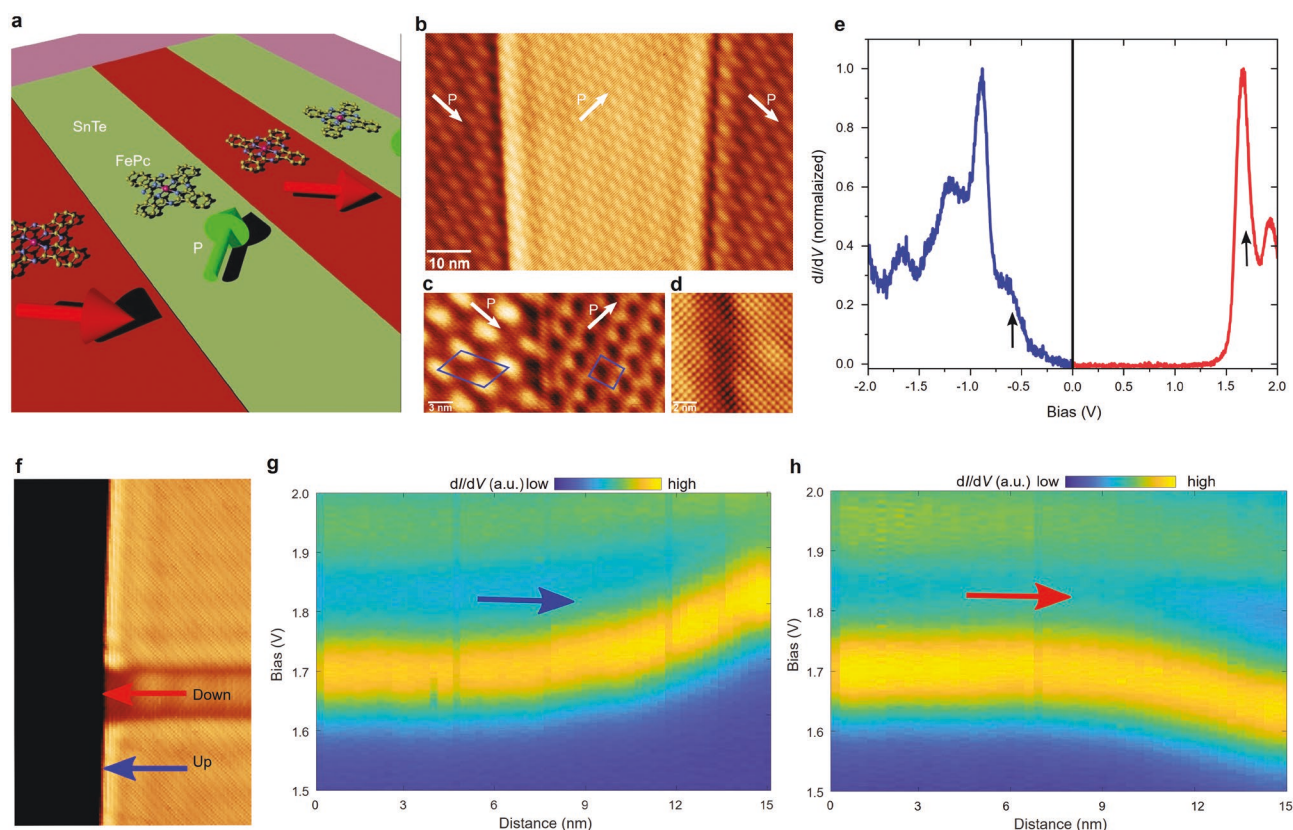 a
SnTe
FePc
P
b
P
P
P
10 nm
c
P
P
3 nm
d
2 nm
e
dI/dV (normalaized)
1.0
0.8
0.6
0.4
0.2
0.0
-2.0
-1.5
-1.0
-0.5
0.0
0.5
1.0
1.5
2.0
Bias (V)
f
Down
Up
g
dI/dV (a.u.) low
high
2.0
1.9
1.8
1.7
1.6
1.5
Bias (V)
0
3
6
9
12
15
Distance (nm)
h
dI/dV (a.u.) low
high
2.0
1.9
1.8
1.7
1.6
1.5
Bias (V)
0
3
6
9
12
15
Distance (nm)